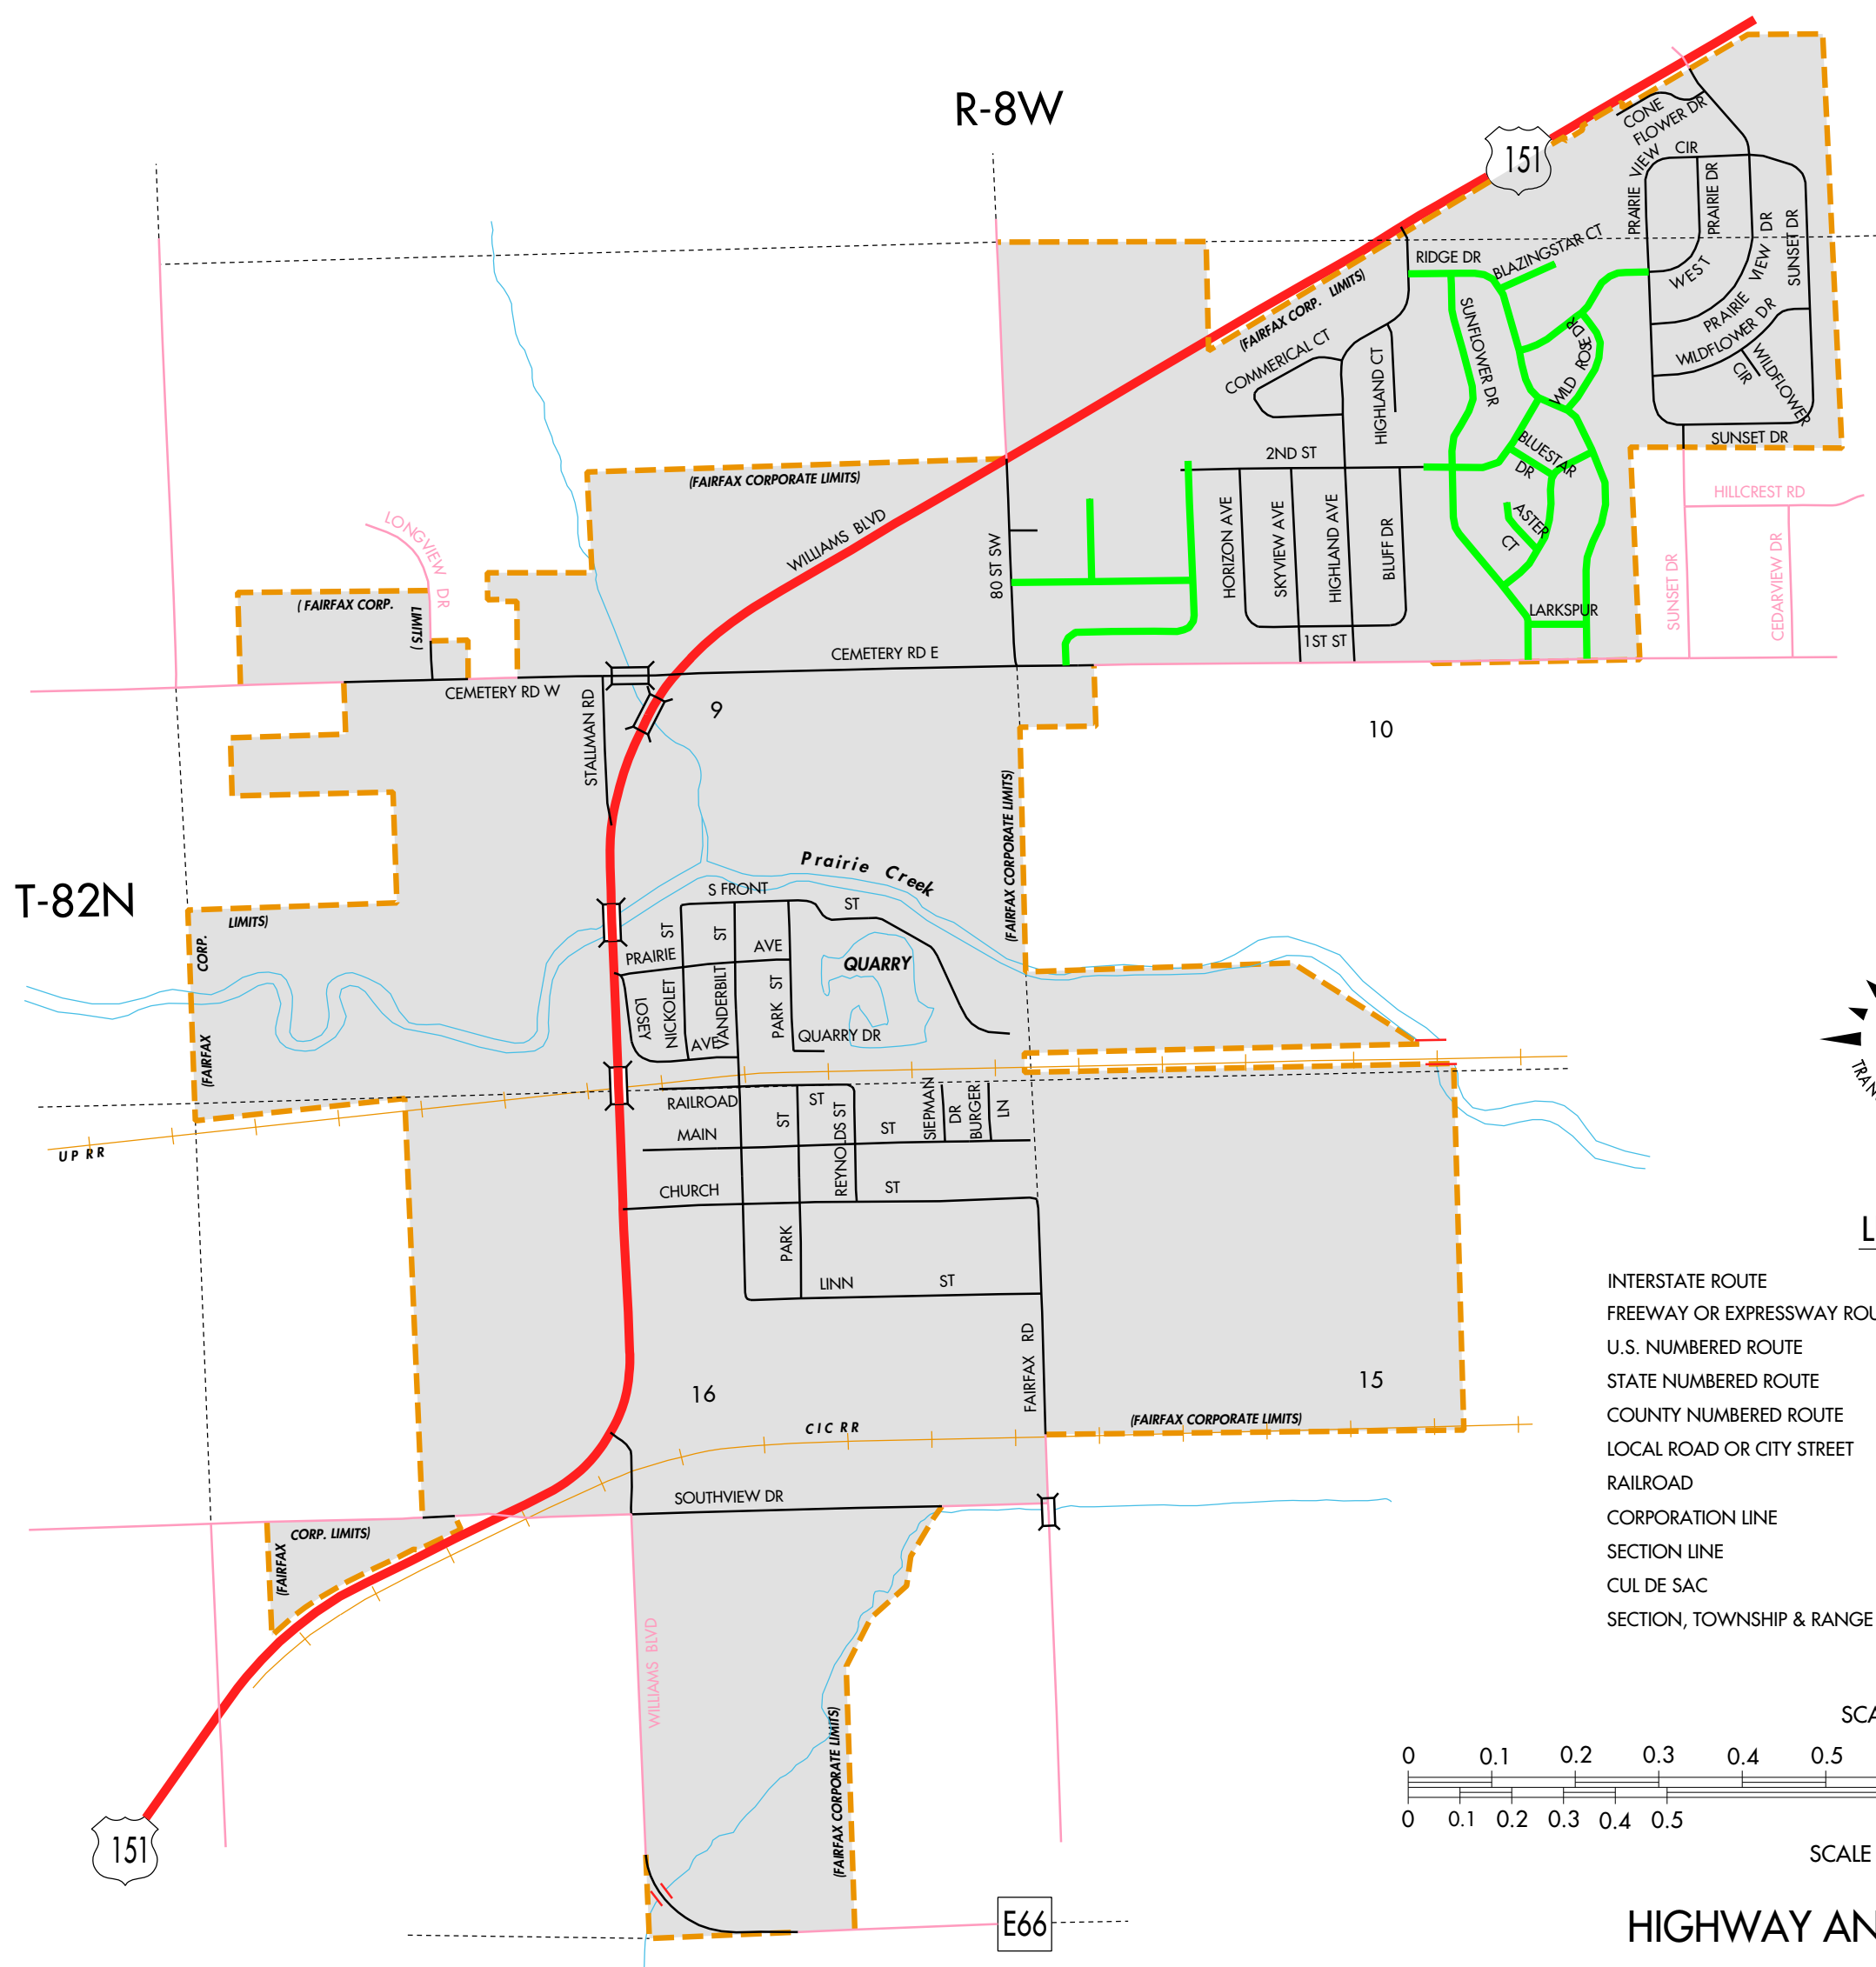 R-8W
CONE
FLOWER DR
151
PRAIRIE VIEW CIR
PRAIRIE DR
VIEW DR
SUNSET DR
RIDGE DR
BLAZINGSTAR CT
WEST
PRAIRIE
(FAIRFAX CORP. LIMITS)
SUNFLOWER DR
WILD ROSE DR
WILDFLOWER DR
WILDFLOWER
CIR
COMMERICAL CT
HIGHLAND CT
SUNSET DR
2ND ST
BLUESTAR
DR
(FAIRFAX CORPORATE LIMITS)
HILLCREST RD
LONGVIEW DR
WILLIAMS BLVD
80 ST SW
HORIZON AVE
SKYVIEW AVE
HIGHLAND AVE
BLUFF DR
ASTER
CT
SUNSET DR
CEDARVIEW DR
( FAIRFAX CORP.
LIMITS)
LARKSPUR
1ST ST
CEMETERY RD E
CEMETERY RD W
STALLMAN RD
9
10
(FAIRFAX CORPORATE LIMITS)
T-82N
Prairie Creek
S FRONT
ST
LIMITS)
CORP.
(FAIRFAX
ST
ST
PRAIRIE
AVE
QUARRY
LOSEY
NICKOLET
VANDERBILT
PARK ST
AVE
QUARRY DR
TRAN
RAILROAD
ST
ST
REYNOLDS ST
SIEPMAN
DR
BURGER
LN
MAIN
ST
UP RR
CHURCH
ST
PARK
LINN
ST
L
INTERSTATE ROUTE
FREEWAY OR EXPRESSWAY ROU
U.S. NUMBERED ROUTE
STATE NUMBERED ROUTE
COUNTY NUMBERED ROUTE
LOCAL ROAD OR CITY STREET
RAILROAD
CORPORATION LINE
SECTION LINE
CUL DE SAC
SECTION, TOWNSHIP & RANGE
FAIRFAX RD
16
15
CIC RR
(FAIRFAX CORPORATE LIMITS)
SOUTHVIEW DR
CORP. LIMITS)
(FAIRFAX
WILLIAMS BLVD
(FAIRFAX CORPORATE LIMITS)
SCA
0 0.1 0.2 0.3 0.4 0.5
0 0.1 0.2 0.3 0.4 0.5
SCALE
151
E66
HIGHWAY AN